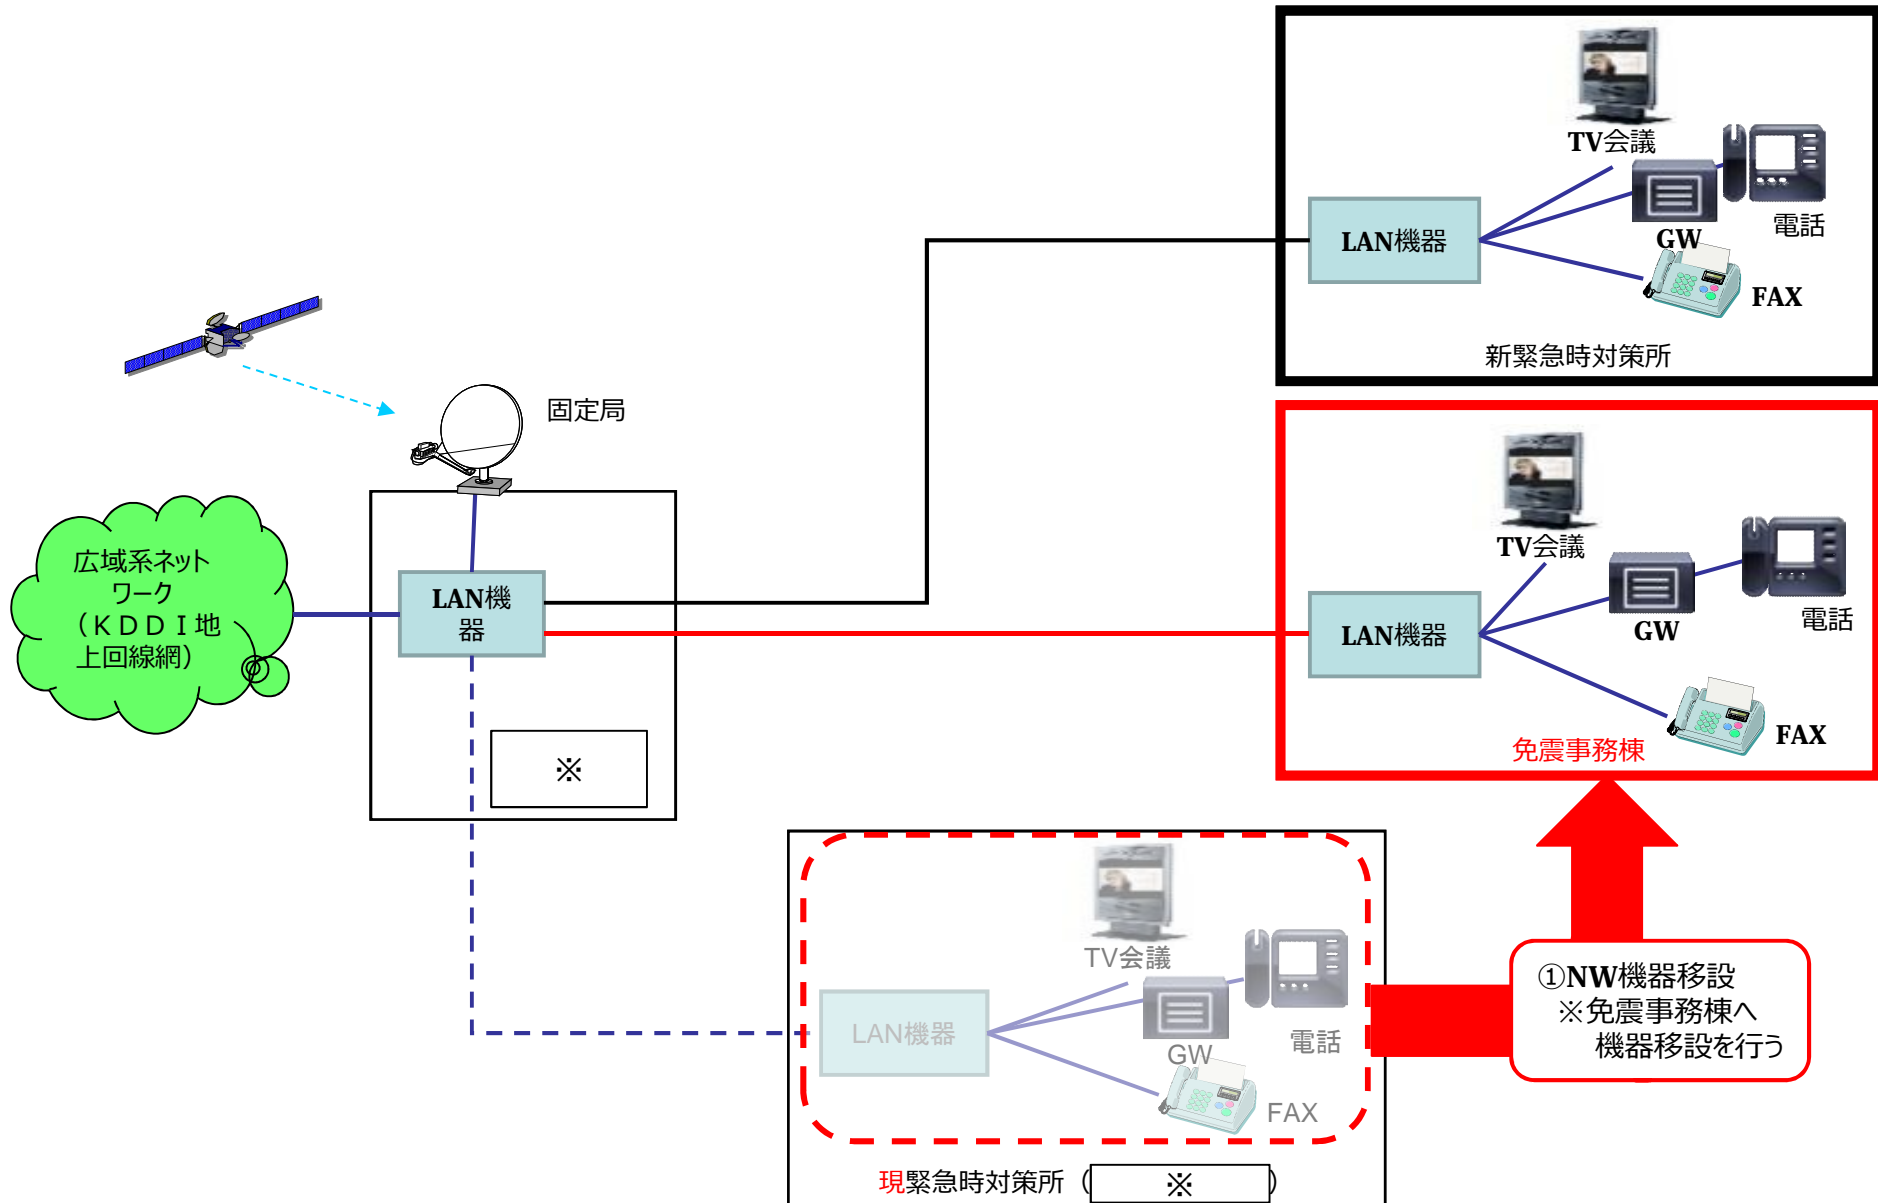 TV会議
電話
LAN機器
GW
FAX
新緊急時対策所
固定局
TV会議
広域系ネット
ワーク
(KDDI地
上回線網)
LAN機
器
LAN機器
GW
電話
FAX
免震事務棟
※
TV会議
LAN機器
GW
電話
FAX
①NW機器移設
※免震事務棟へ
機器移設を行う
現緊急時対策所(※)